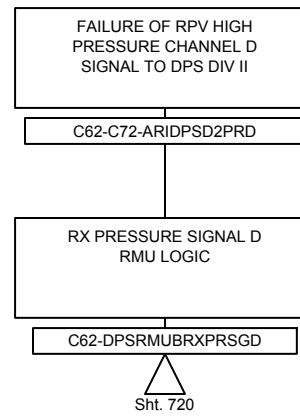 FAILURE OF RPV HIGH
PRESSURE CHANNEL D
SIGNAL TO DPS DIV II
C62-C72-ARIDPSD2PRD
RX PRESSURE SIGNAL D
RMU LOGIC
C62-DPSRMUBRXPRSGD
Sht. 720